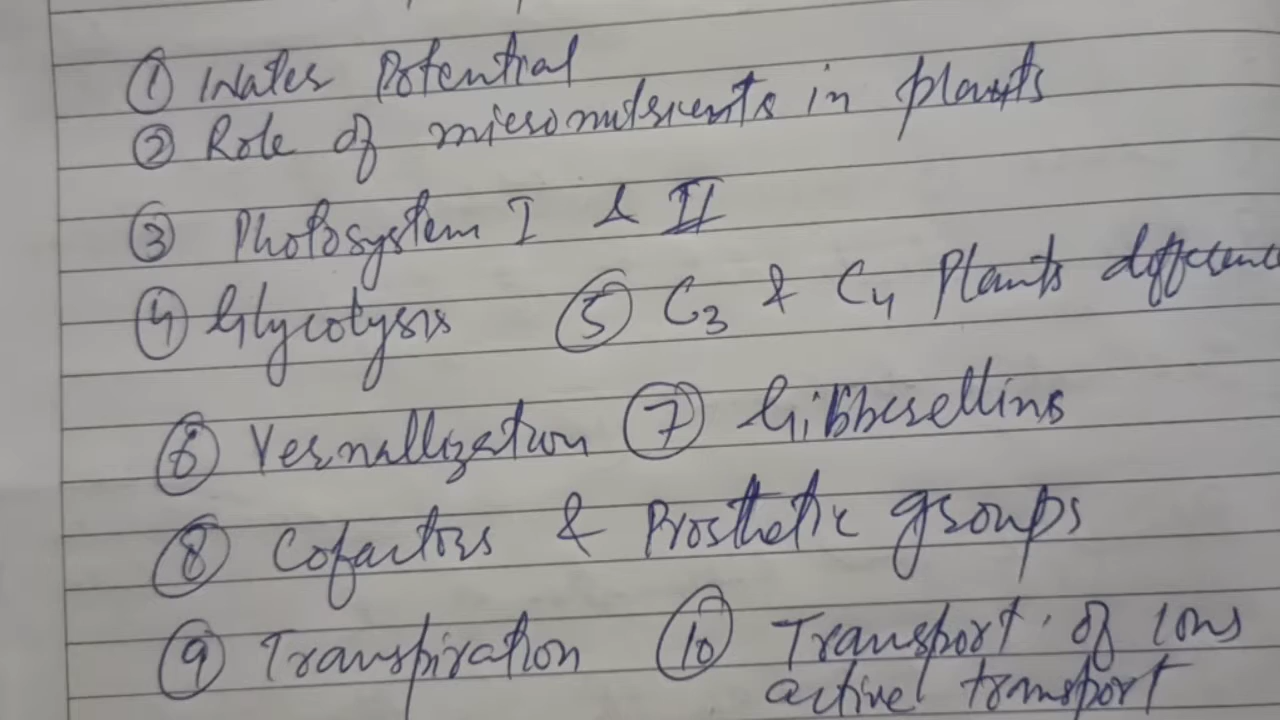 ① Water Potential
② Role of micronutrients in plants
③ Photosystem I & II
④ Glycolysis ⑤ C₃ & C₄ Plants difference
⑥ Vernallization ⑦ Gibberellins
⑧ Cofactors & Prosthetic groups
⑨ Transpiration ⑩ Transport of ions
active transport